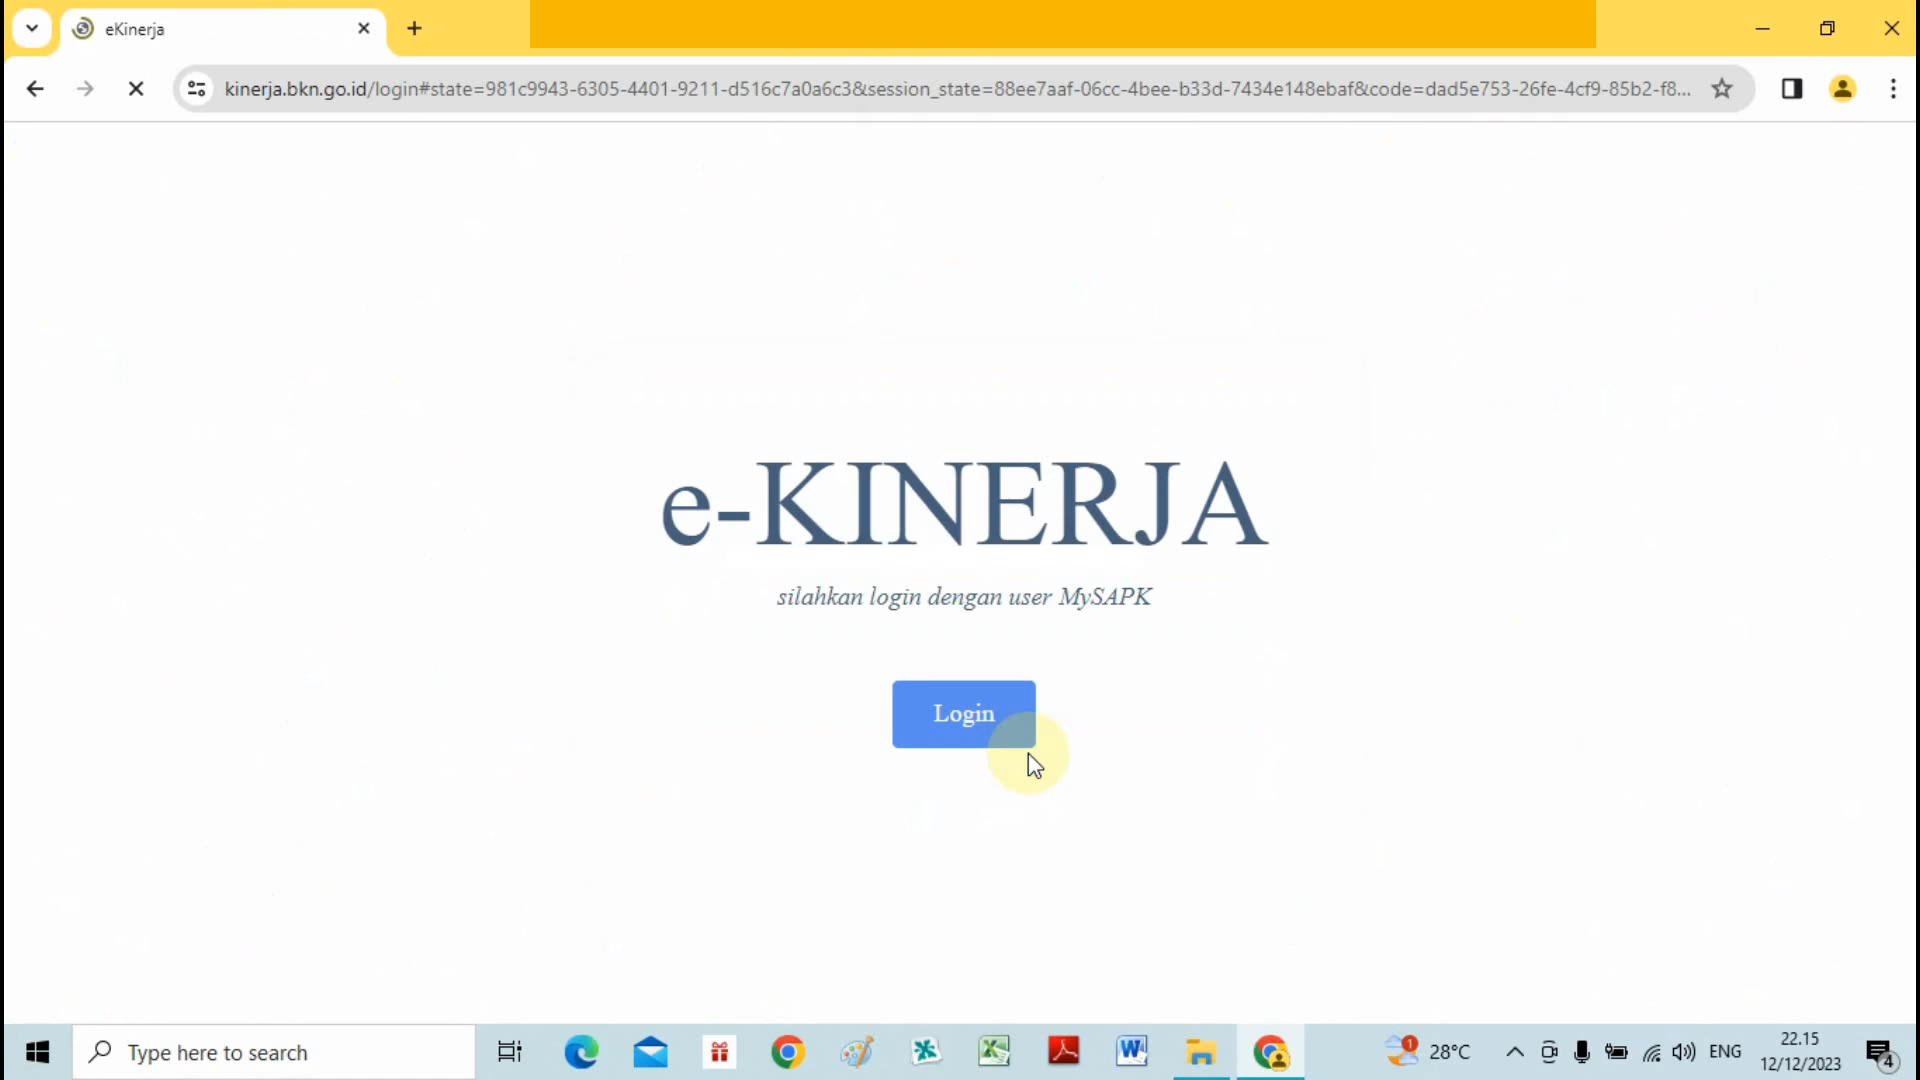 eKinerja
kinerja.bkn.go.id/login#state=981c9943-6305-4401-9211-d516c7a0a6c3&session_state=88ee7aaf-06cc-4bee-b33d-7434e148ebaf&code=dad5e753-26fe-4cf9-85b2-f8...
e-KINERJA
silahkan login dengan user MySAPK
Login
Type here to search
1
28°C
ENG
22.15
12/12/2023
4